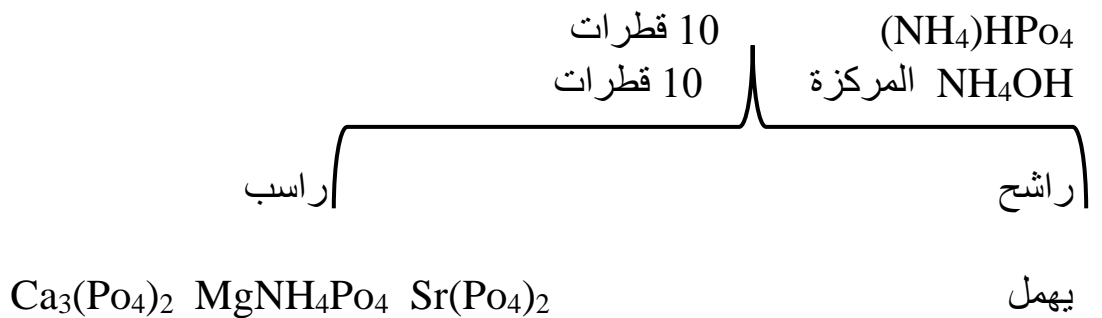 (NH₄)HPo₄ 10 قطرات
NH₄OH المركزة 10 قطرات
راشح راسب
يهمل Ca₃(Po₄)₂ MgNH₄Po₄ Sr(Po₄)₂